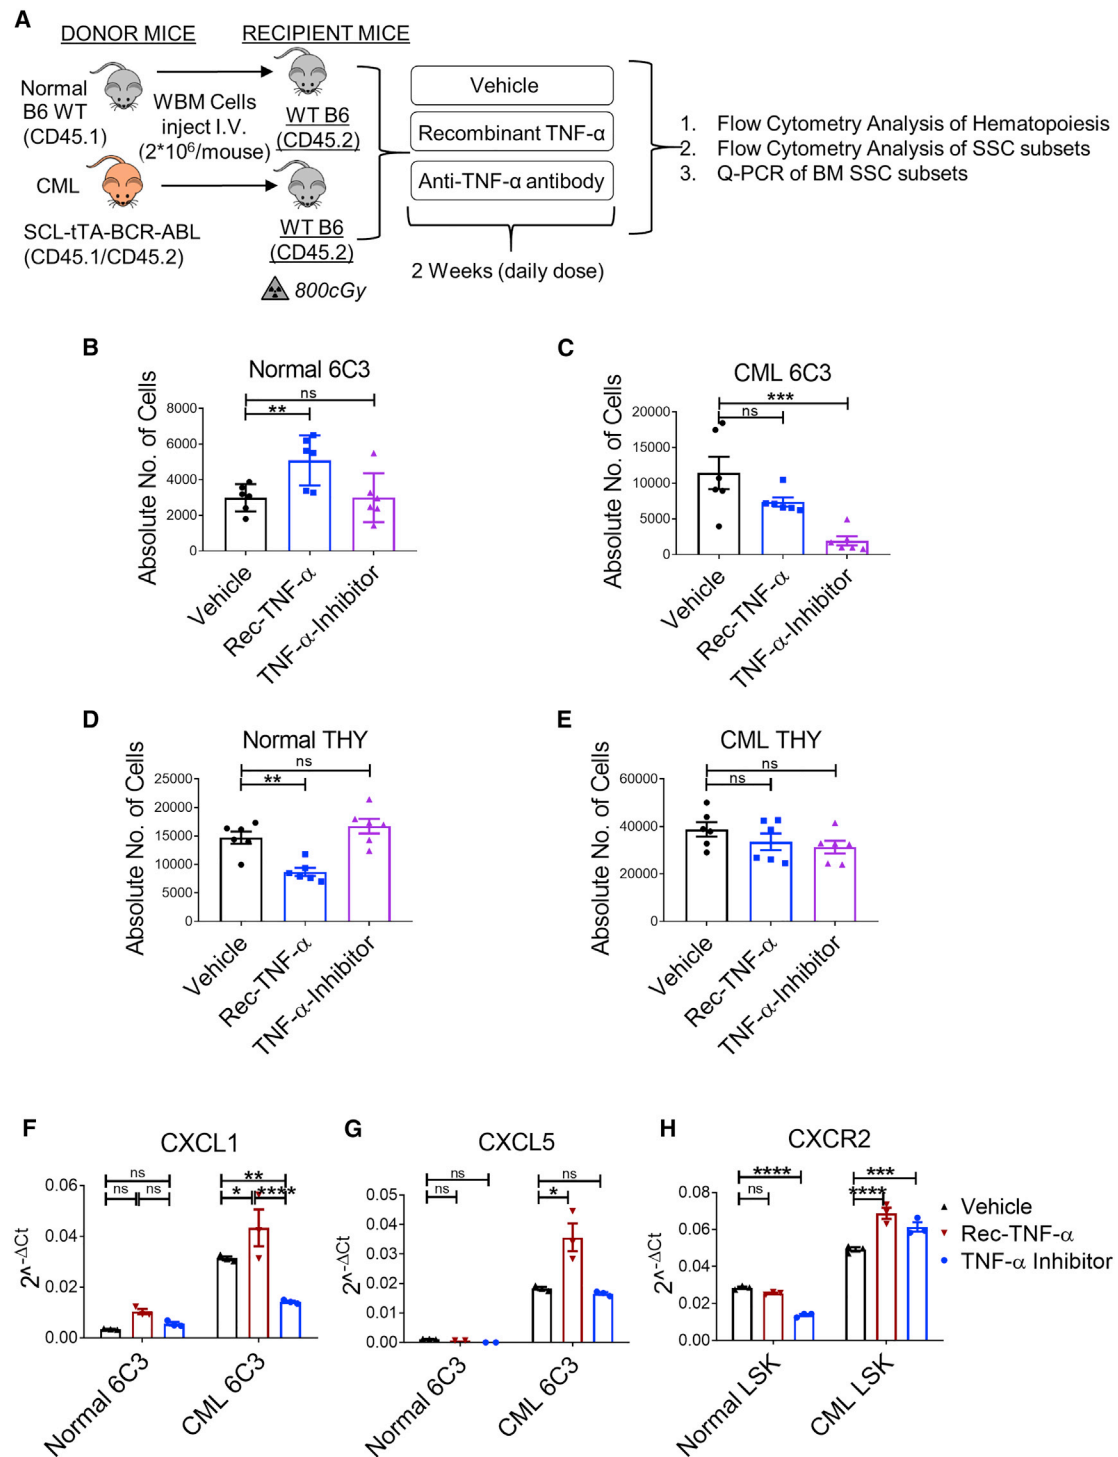 A
DONOR MICE
RECIPIENT MICE
Normal
B6 WT
(CD45.1)
WBM Cells
inject I.V.
(2*10⁶/mouse)
WT B6
(CD45.2)
CML
SCL-tTA-BCR-ABL
(CD45.1/CD45.2)
WT B6
(CD45.2)
800cGy
Vehicle
Recombinant TNF-α
Anti-TNF-α antibody
2 Weeks (daily dose)
1. Flow Cytometry Analysis of Hematopoiesis
2. Flow Cytometry Analysis of SSC subsets
3. Q-PCR of BM SSC subsets
B
Normal 6C3
Absolute No. of Cells
8000
6000
4000
2000
0
ns
**
Vehicle
Rec-TNF-α
TNF-α-Inhibitor
C
CML 6C3
Absolute No. of Cells
20000
15000
10000
5000
0
***
ns
Vehicle
Rec-TNF-α
TNF-α-Inhibitor
D
Normal THY
Absolute No. of Cells
25000
20000
15000
10000
5000
0
ns
**
Vehicle
Rec-TNF-α
TNF-α-Inhibitor
E
CML THY
Absolute No. of Cells
60000
40000
20000
0
ns
ns
Vehicle
Rec-TNF-α
TNF-α-Inhibitor
F
CXCL1
2^-ΔCt
0.06
0.04
0.02
0.00
ns
ns
ns
**
*
****
Normal 6C3
CML 6C3
G
CXCL5
2^-ΔCt
0.05
0.04
0.03
0.02
0.01
0.00
ns
ns
ns
*
Normal 6C3
CML 6C3
H
CXCR2
2^-ΔCt
0.08
0.06
0.04
0.02
0.00
****
ns
***
****
Normal LSK
CML LSK
Vehicle
Rec-TNF-α
TNF-α Inhibitor